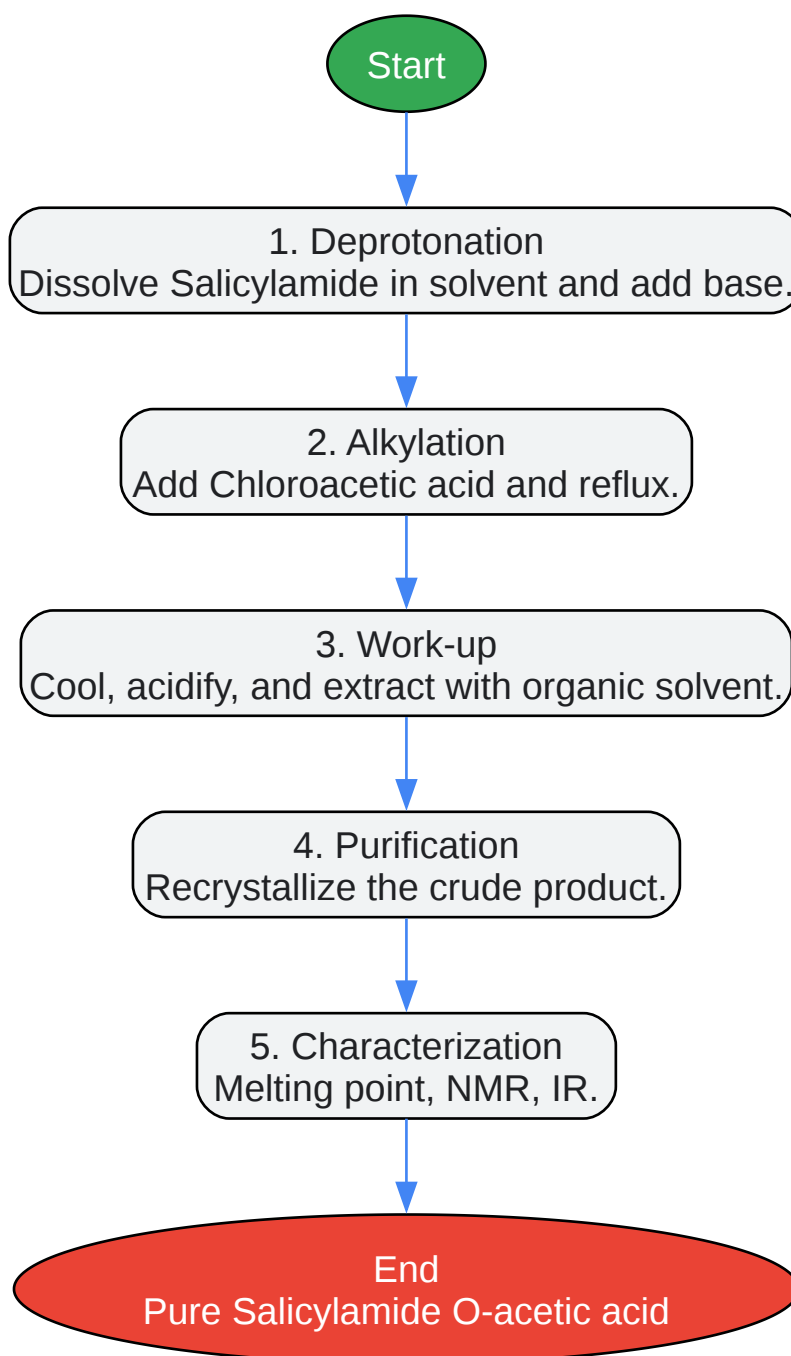 Start
1. Deprotonation
Dissolve Salicylamide in solvent and add base.
2. Alkylation
Add Chloroacetic acid and reflux.
3. Work-up
Cool, acidify, and extract with organic solvent.
4. Purification
Recrystallize the crude product.
5. Characterization
Melting point, NMR, IR.
End
Pure Salicylamide O-acetic acid